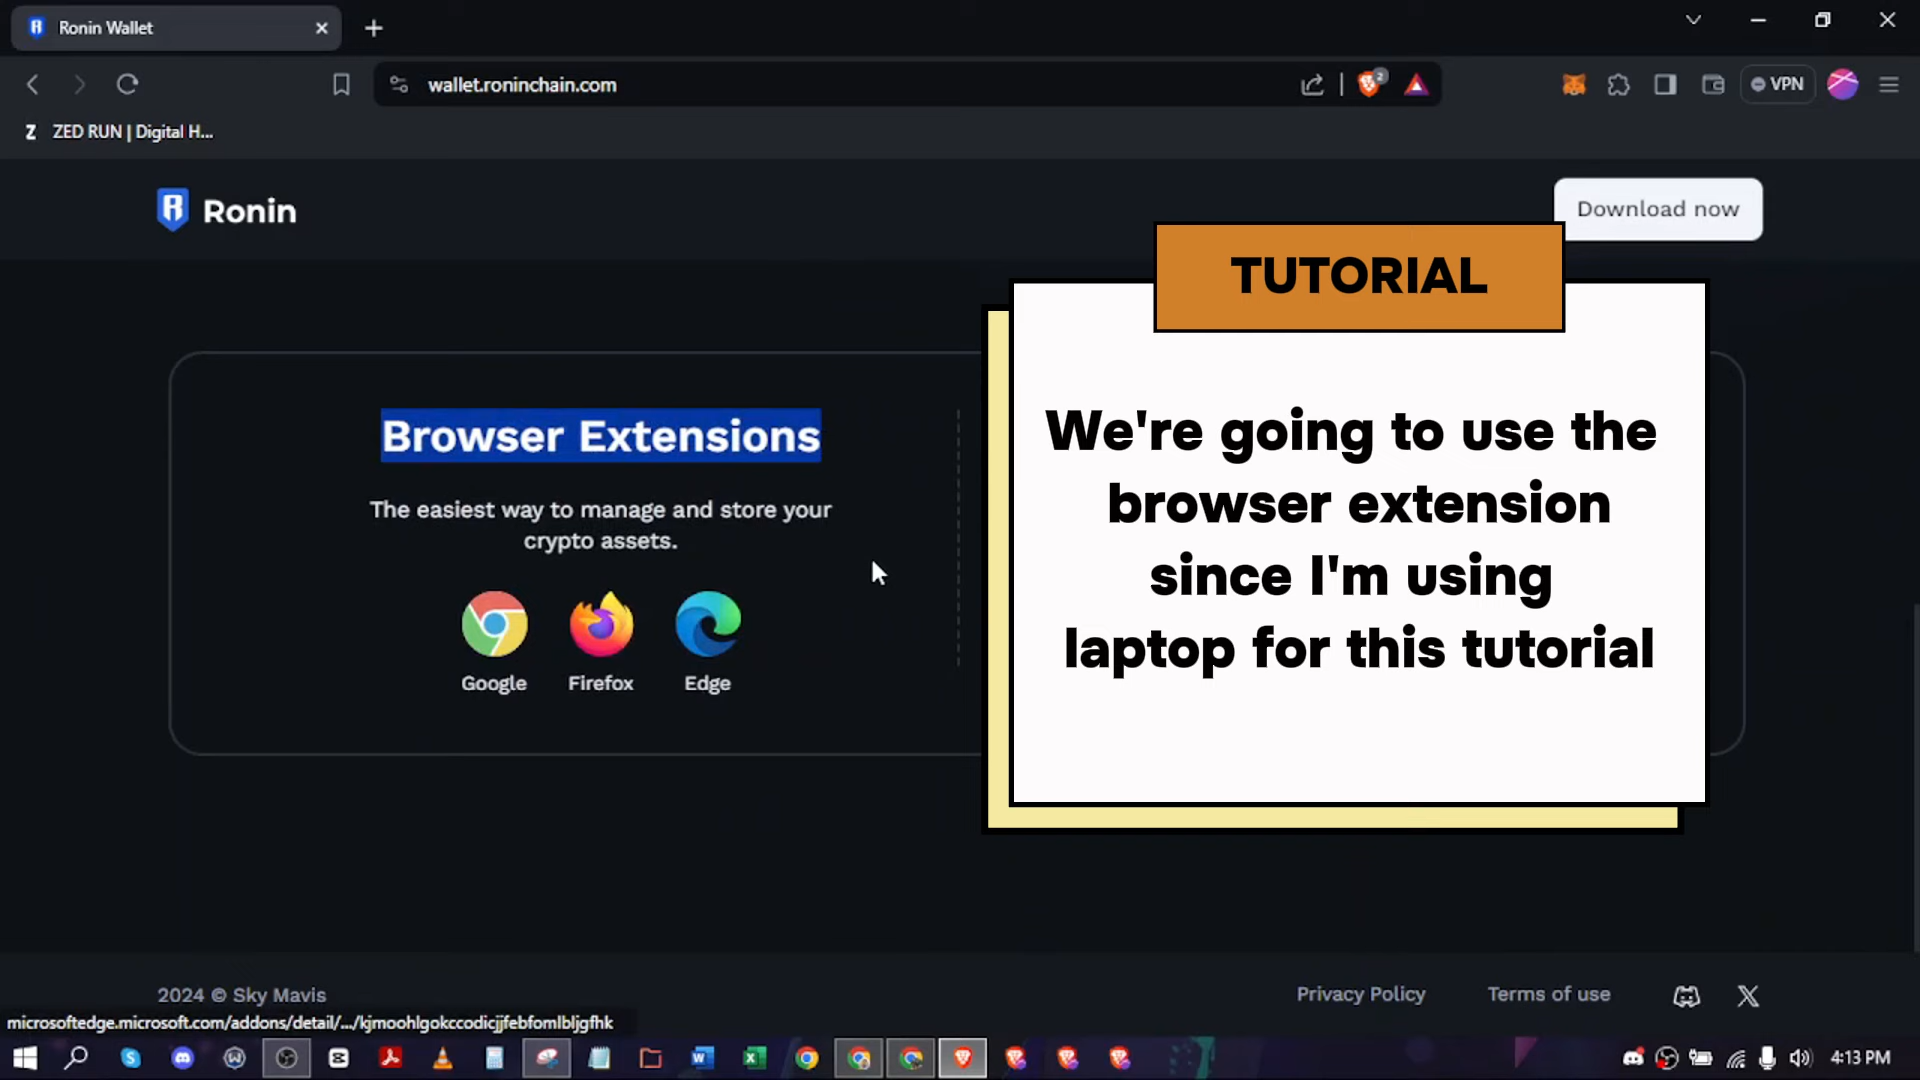 Ronin Wallet
wallet.roninchain.com
2
VPN
Z ZED RUN | Digital H...
Ronin
Download now
TUTORIAL
Browser Extensions
The easiest way to manage and store your
crypto assets.
Google Firefox Edge
We're going to use the
browser extension
since I'm using
laptop for this tutorial
2024 © Sky Mavis
Privacy Policy Terms of use
microsoftedge.microsoft.com/addons/detail/.../kjmoohlgokccodicjjfebfomlbljgfhk
4:13 PM